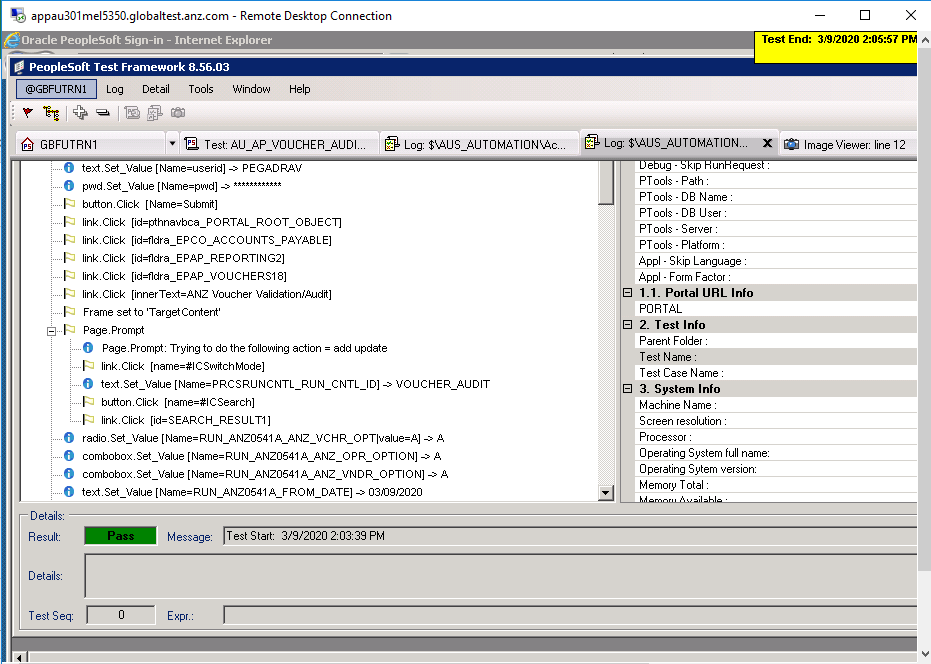 appau301mel5350.globaltest.anz.com - Remote Desktop Connection
Oracle PeopleSoft Sign-in - Internet Explorer
Test End: 3/9/2020 2:05:57 PM
PeopleSoft Test Framework 8.56.03
@GBFUTRN1 Log Detail Tools Window Help
GBFUTRN1 Test: AU_AP_VOUCHER_AUDI... Log: $\AUS_AUTOMATION\Ac... Log: $\AUS_AUTOMATION... X Image Viewer: line 12
text.Set_Value [Name=userid] -> PEGADRAV
pwd.Set_Value [Name=pwd] -> ************
button.Click [Name=Submit]
link.Click [id=pthnavbca_PORTAL_ROOT_OBJECT]
link.Click [id=fldra_EPCO_ACCOUNTS_PAYABLE]
link.Click [id=fldra_EPAP_REPORTING2]
link.Click [id=fldra_EPAP_VOUCHERS18]
link.Click [innerText=ANZ Voucher Validation/Audit]
Frame set to 'TargetContent'
Page.Prompt
Page.Prompt: Trying to do the following action = add update
link.Click [name=#ICSwitchMode]
text.Set_Value [Name=PRCSRUNCNTL_RUN_CNTL_ID] -> VOUCHER_AUDIT
button.Click [name=#ICSearch]
link.Click [id=SEARCH_RESULT1]
radio.Set_Value [Name=RUN_ANZ0541A_ANZ_VCHR_OPT|value=A] -> A
combobox.Set_Value [Name=RUN_ANZ0541A_ANZ_OPR_OPTION] -> A
combobox.Set_Value [Name=RUN_ANZ0541A_ANZ_VNDR_OPTION] -> A
text.Set_Value [Name=RUN_ANZ0541A_FROM_DATE] -> 03/09/2020
Debug - Skip RunRequest :
PTools - Path :
PTools - DB Name :
PTools - DB User :
PTools - Server :
PTools - Platform :
Appl - Skip Language :
Appl - Form Factor :
1.1. Portal URL Info
PORTAL
2. Test Info
Parent Folder :
Test Name :
Test Case Name :
3. System Info
Machine Name :
Screen resolution :
Processor :
Operating System full name:
Operating Sytem version:
Memory Total :
Memory Available :
Details:
Result: Pass Message: Test Start: 3/9/2020 2:03:39 PM
Details:
Test Seq: 0 Expr.: